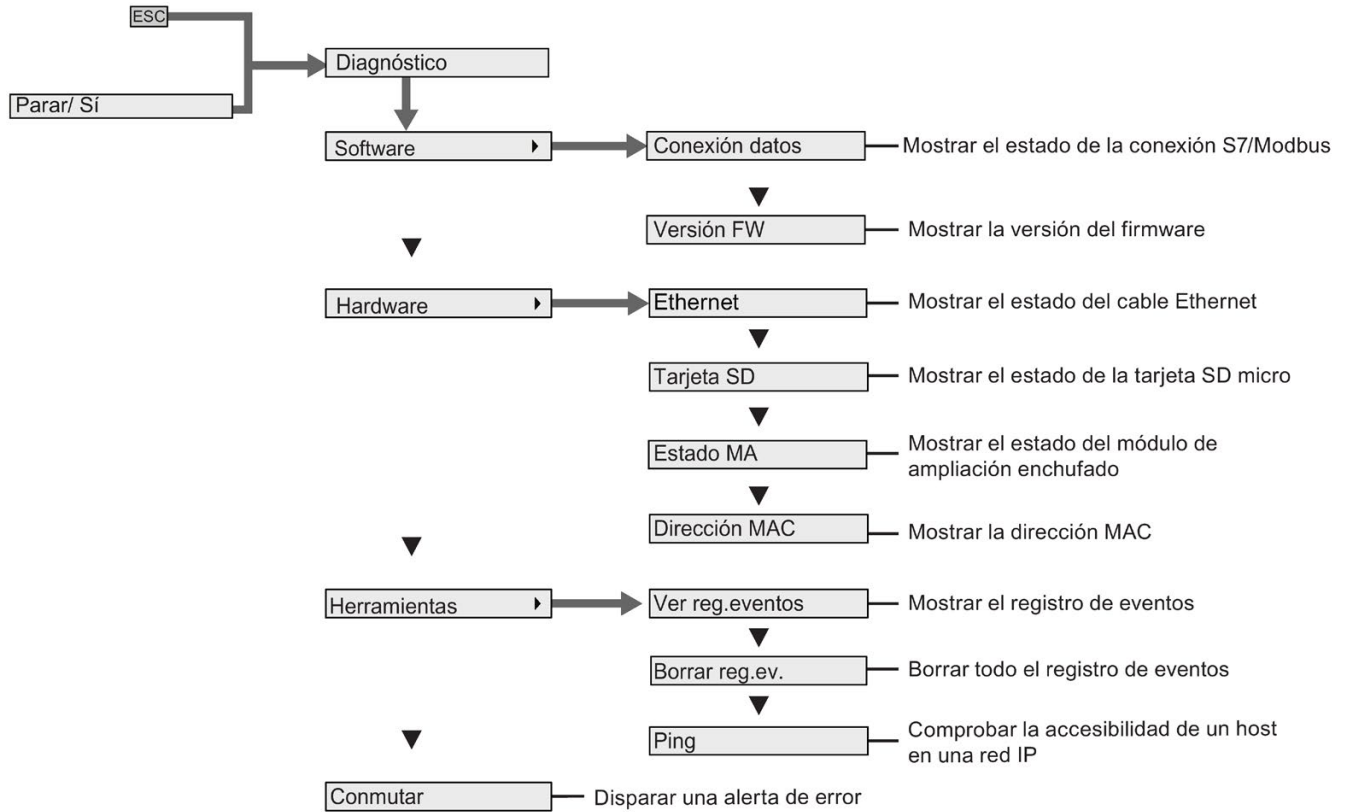 ESC
Diagnóstico
Parar/ Sí
Software
Conexión datos
Mostrar el estado de la conexión S7/Modbus
Versión FW
Mostrar la versión del firmware
Hardware
Ethernet
Mostrar el estado del cable Ethernet
Tarjeta SD
Mostrar el estado de la tarjeta SD micro
Estado MA
Mostrar el estado del módulo de
ampliación enchufado
Dirección MAC
Mostrar la dirección MAC
Herramientas
Ver reg.eventos
Mostrar el registro de eventos
Borrar reg.ev.
Borrar todo el registro de eventos
Ping
Comprobar la accesibilidad de un host
en una red IP
Conmutar
Disparar una alerta de error